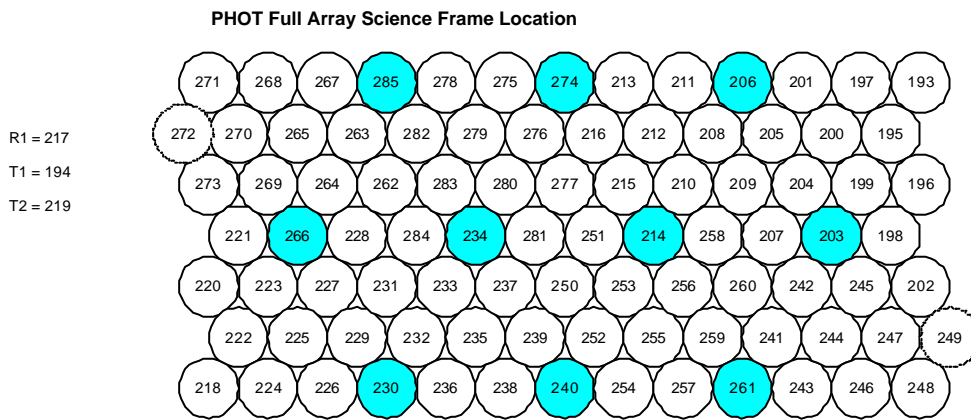 PHOT Full Array Science Frame Location
271 268 267 285 278 275 274 213 211 206 201 197 193
R1 = 217
272 270 265 263 282 279 276 216 212 208 205 200 195
T1 = 194
273 269 264 262 283 280 277 215 210 209 204 199 196
T2 = 219
221 266 228 284 234 281 251 214 258 207 203 198
220 223 227 231 233 237 250 253 256 260 242 245 202
222 225 229 232 235 239 252 255 259 241 244 247 249
218 224 226 230 236 238 240 254 257 261 243 246 248